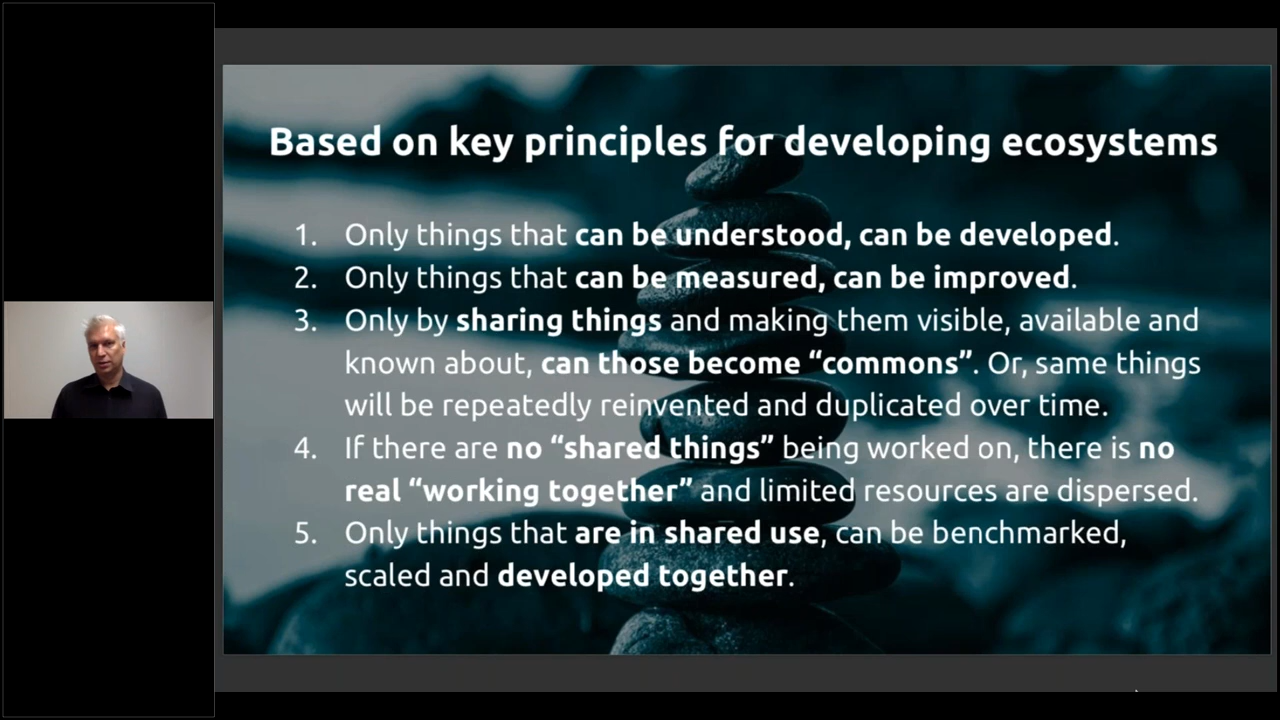 Based on key principles for developing ecosystems
1. Only things that can be understood, can be developed.
2. Only things that can be measured, can be improved.
3. Only by sharing things and making them visible, available and
known about, can those become “commons”. Or, same things
will be repeatedly reinvented and duplicated over time.
4. If there are no “shared things” being worked on, there is no
real “working together” and limited resources are dispersed.
5. Only things that are in shared use, can be benchmarked,
scaled and developed together.